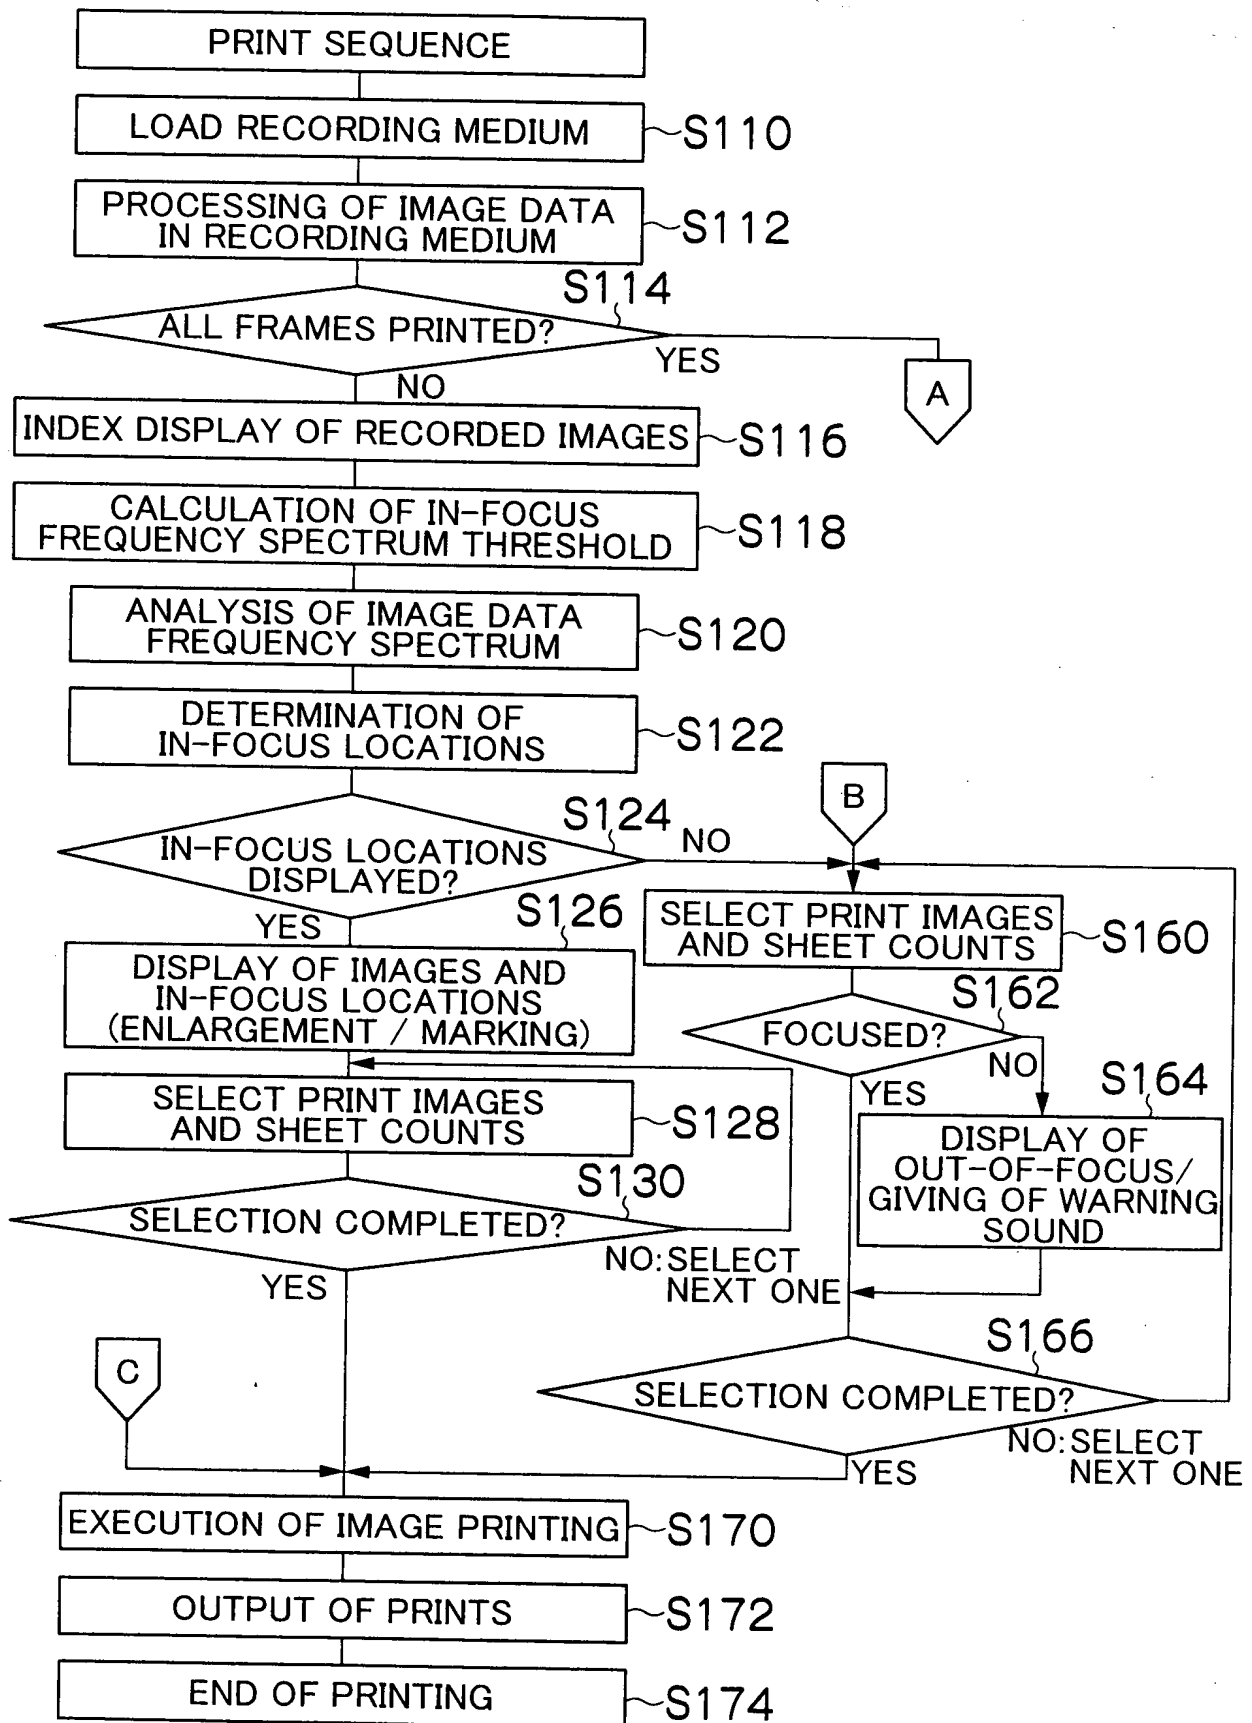 PRINT SEQUENCE
LOAD RECORDING MEDIUM
S110
PROCESSING OF IMAGE DATA
IN RECORDING MEDIUM
S112
S114
ALL FRAMES PRINTED?
YES
NO
A
INDEX DISPLAY OF RECORDED IMAGES
S116
CALCULATION OF IN-FOCUS
FREQUENCY SPECTRUM THRESHOLD
S118
ANALYSIS OF IMAGE DATA
FREQUENCY SPECTRUM
S120
DETERMINATION OF
IN-FOCUS LOCATIONS
S122
S124
IN-FOCUS LOCATIONS
DISPLAYED?
NO
YES
B
S126
DISPLAY OF IMAGES AND
IN-FOCUS LOCATIONS
(ENLARGEMENT / MARKING)
SELECT PRINT IMAGES
AND SHEET COUNTS
S128
S130
SELECTION COMPLETED?
NO:SELECT
NEXT ONE
YES
SELECT PRINT IMAGES
AND SHEET COUNTS
S160
S162
FOCUSED?
NO
YES
S164
DISPLAY OF
OUT-OF-FOCUS/
GIVING OF WARNING
SOUND
S166
SELECTION COMPLETED?
NO:SELECT
NEXT ONE
YES
C
EXECUTION OF IMAGE PRINTING
S170
OUTPUT OF PRINTS
S172
END OF PRINTING
S174